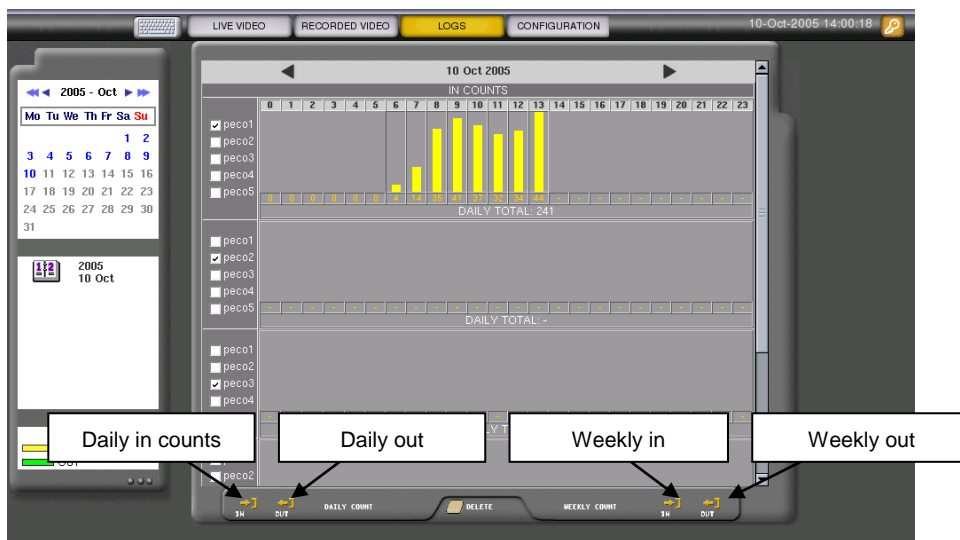 LIVE VIDEO RECORDED VIDEO LOGS CONFIGURATION 10-Oct-2005 14:00:18
2005 - Oct
Mo Tu We Th Fr Sa Su
1 2
3 4 5 6 7 8 9
10 11 12 13 14 15 16
17 18 19 20 21 22 23
24 25 26 27 28 29 30
31
1 2 2005
10 Oct
10 Oct 2005
IN COUNTS
0 1 2 3 4 5 6 7 8 9 10 11 12 13 14 15 16 17 18 19 20 21 22 23
peco1
peco2
peco3
peco4
peco5
0 0 0 0 0 0 4 14 35 41 37 32 34 44 - - - - - - - - - -
DAILY TOTAL: 241
peco1
peco2
peco3
peco4
peco5
- - - - - - - - - - - - - - - - - - - - - - - -
DAILY TOTAL: -
peco1
peco2
peco3
peco4
peco2
Daily in counts
Daily out
Weekly in
Weekly out
IN OUT DAILY COUNT DELETE WEEKLY COUNT IN OUT